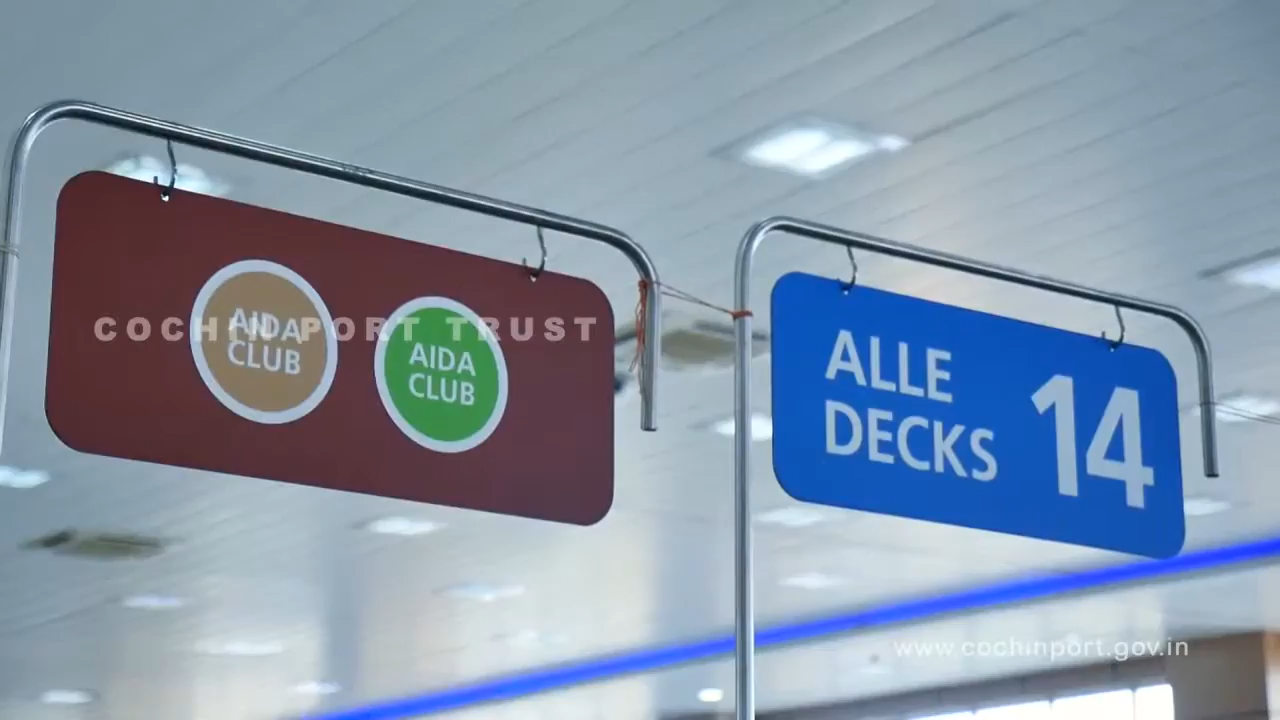 COCHIN PORT TRUST
AIDA
CLUB
AIDA
CLUB
ALLE
DECKS
14
www.cochinport.gov.in